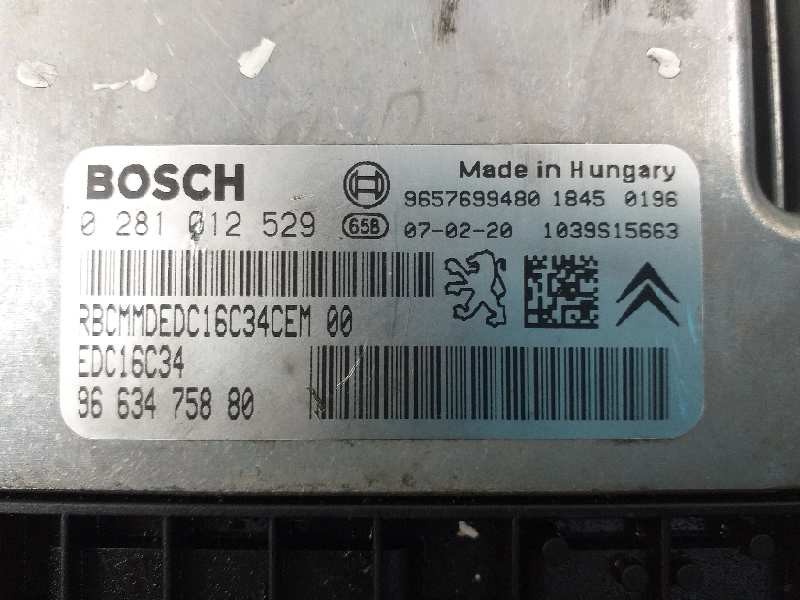 BOSCH
Made in Hungary
9657699480 1845 0196
0 281 012 529 658 07-02-20 1039S15663
RBCMMDEDC16C34CEM 00
EDC16C34
96 634 758 80